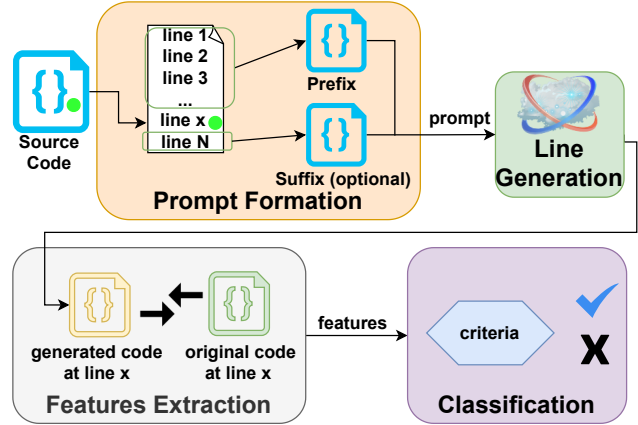 line 1
line 2
line 3
...
line x
line N
Source
Code
Prefix
Suffix (optional)
Prompt Formation
prompt
Line
Generation
generated code
at line x
original code
at line x
Features Extraction
features
criteria
X
Classification